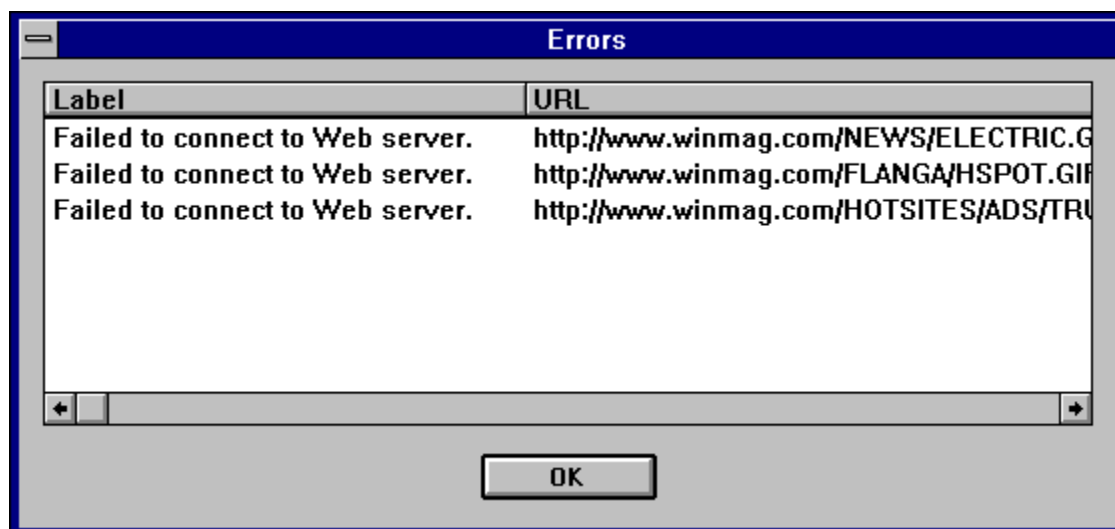 Errors
Label URL
Failed to connect to Web server. http://www.winmag.com/NEWS/ELECTRIC.G
Failed to connect to Web server. http://www.winmag.com/FLANGA/HSPOT.GIF
Failed to connect to Web server. http://www.winmag.com/HOTSITES/ADS/TRU
OK